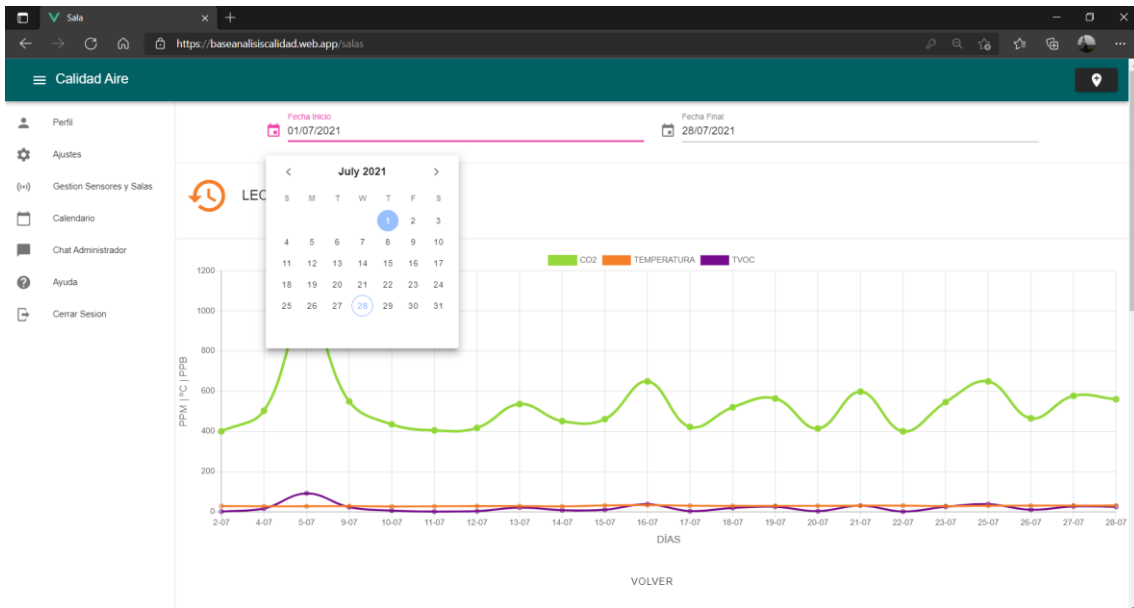 Sala
https://baseanalisiscalidad.web.app/salas
Calidad Aire
Perfil
Ajustes
Gestion Sensores y Salas
Calendario
Chat Administrador
Ayuda
Cerrar Sesion
Fecha Inicio
01/07/2021
Fecha Final
28/07/2021
July 2021
S M T W T F S
1 2 3
4 5 6 7 8 9 10
11 12 13 14 15 16 17
18 19 20 21 22 23 24
25 26 27 28 29 30 31
LEC
CO2 TEMPERATURA TVOC
PPM | ºC | PPB
1200
1000
800
600
400
200
0
2-07 4-07 5-07 9-07 10-07 11-07 12-07 13-07 14-07 15-07 16-07 17-07 18-07 19-07 20-07 21-07 22-07 23-07 25-07 26-07 27-07 28-07
DÌAS
VOLVER